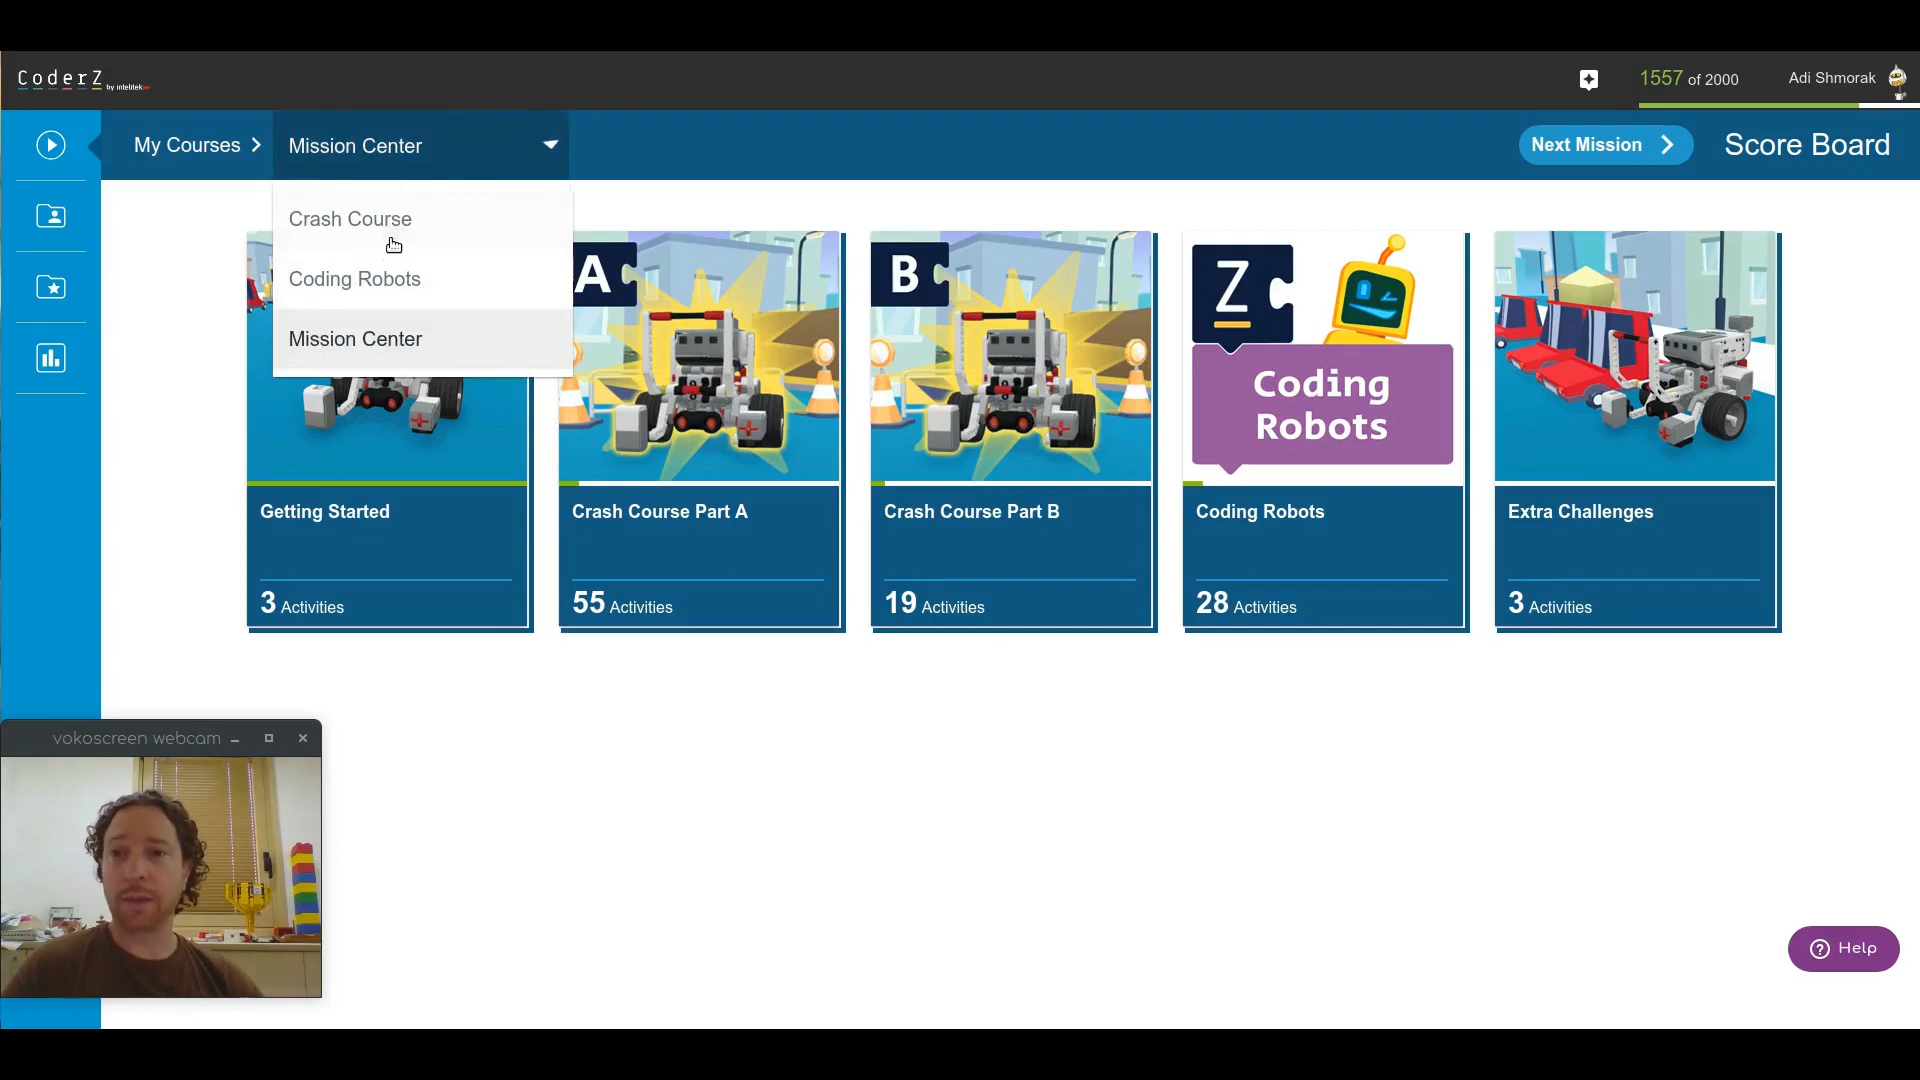 CoderZ by intelitek
1557 of 2000
Adi Shmorak
My Courses
Mission Center
Next Mission
Score Board
Crash Course
Coding Robots
Mission Center
A
B
Z
Coding
Robots
Getting Started
3 Activities
Crash Course Part A
55 Activities
Crash Course Part B
19 Activities
Coding Robots
28 Activities
Extra Challenges
3 Activities
vokoscreen webcam
Help